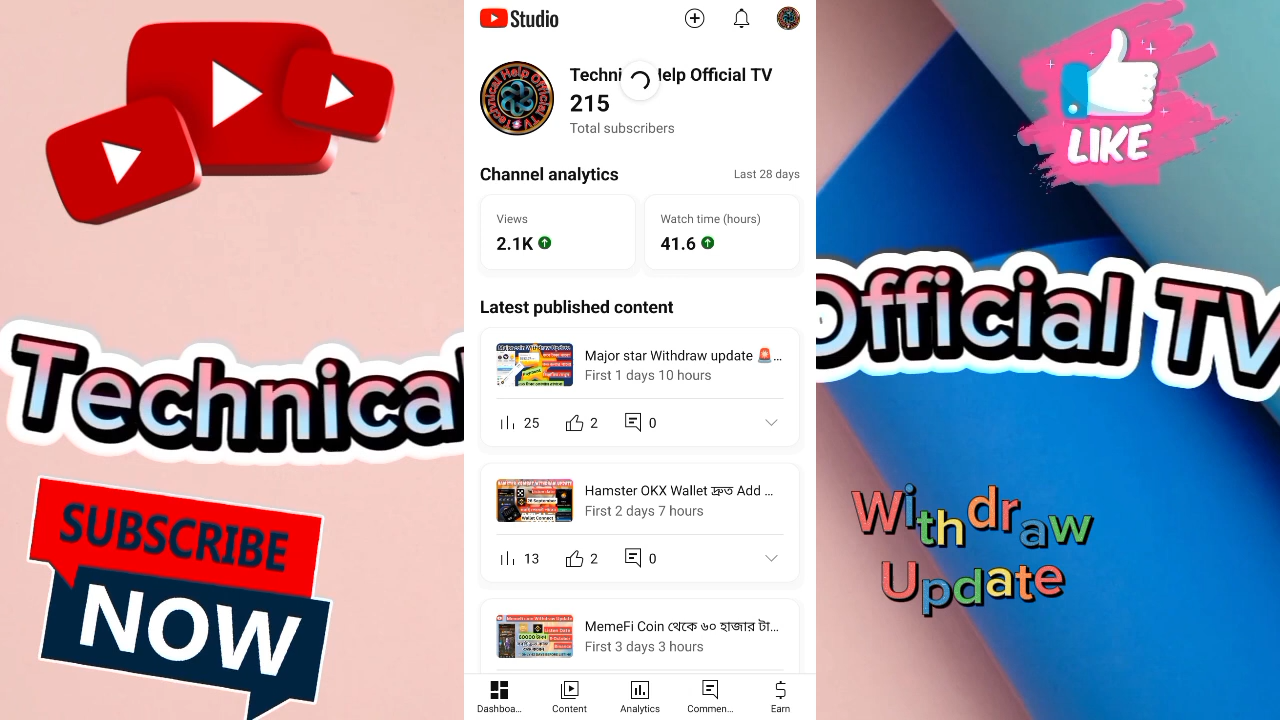 Studio
Techni Help Official TV
215
Total subscribers
Channel analytics
Last 28 days
Views
2.1K
Watch time (hours)
41.6
Latest published content
Major star Withdraw update 🚨...
First 1 days 10 hours
25
2
0
Hamster OKX Wallet দ্রুত Add ...
First 2 days 7 hours
13
2
0
MemeFi Coin থেকে ৬০ হাজার টা...
First 3 days 3 hours
Dashboa...
Content
Analytics
Commen...
Earn
Technical
SUBSCRIBE
NOW
LIKE
Official TV
Withdraw
Update